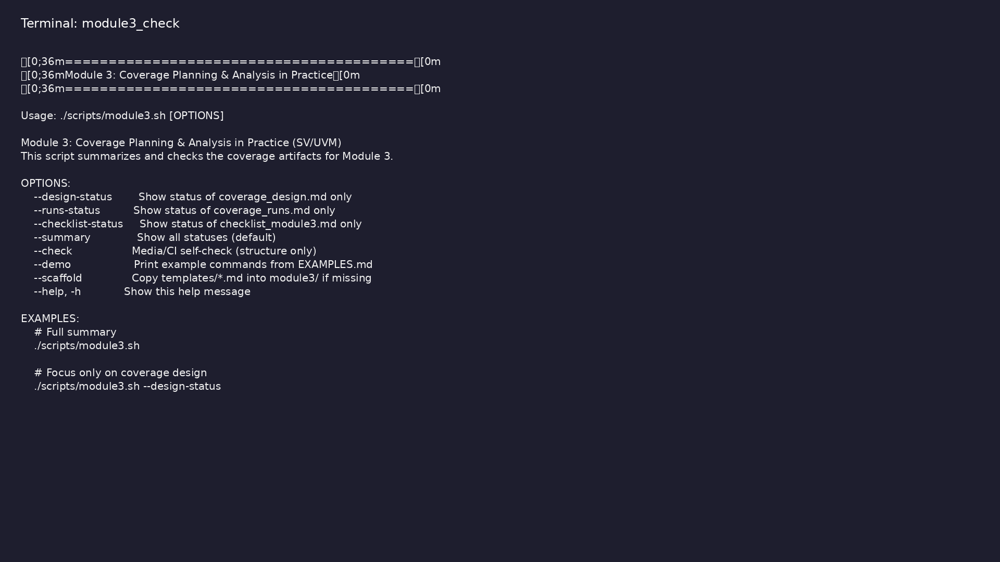 Terminal: module3_check
▯[0;36m========================================▯[0m
▯[0;36mModule 3: Coverage Planning & Analysis in Practice▯[0m
▯[0;36m========================================▯[0m
Usage: ./scripts/module3.sh [OPTIONS]
Module 3: Coverage Planning & Analysis in Practice (SV/UVM)
This script summarizes and checks the coverage artifacts for Module 3.
OPTIONS:
--design-status Show status of coverage_design.md only
--runs-status Show status of coverage_runs.md only
--checklist-status Show status of checklist_module3.md only
--summary Show all statuses (default)
--check Media/CI self-check (structure only)
--demo Print example commands from EXAMPLES.md
--scaffold Copy templates/*.md into module3/ if missing
--help, -h Show this help message
EXAMPLES:
# Full summary
./scripts/module3.sh
# Focus only on coverage design
./scripts/module3.sh --design-status